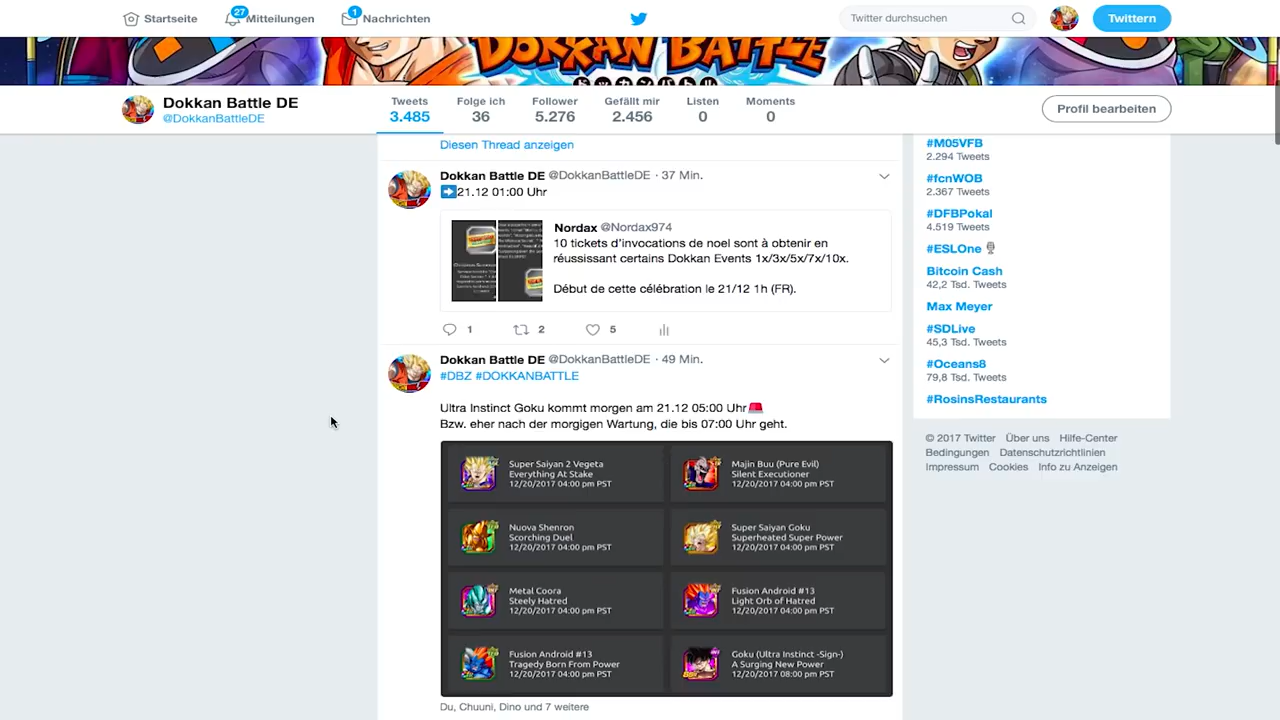 Startseite
27
Mitteilungen
1
Nachrichten
Twitter durchsuchen
Twittern
DOKKAN BATTLE
ドッカンバトル
Dokkan Battle DE
@DokkanBattleDE
Tweets
3.485
Folge ich
36
Follower
5.276
Gefällt mir
2.456
Listen
0
Moments
0
Profil bearbeiten
Diesen Thread anzeigen
Dokkan Battle DE @DokkanBattleDE · 37 Min.
➡21.12 01:00 Uhr
Nordax @Nordax974
10 tickets d'invocations de noel sont à obtenir en
réussissant certains Dokkan Events 1x/3x/5x/7x/10x.
Début de cette célébration le 21/12 1h (FR).
1
2
5
Dokkan Battle DE @DokkanBattleDE · 49 Min.
#DBZ #DOKKANBATTLE
Ultra Instinct Goku kommt morgen am 21.12 05:00 Uhr🚨
Bzw. eher nach der morgigen Wartung, die bis 07:00 Uhr geht.
Super Saiyan 2 Vegeta
Everything At Stake
12/20/2017 04:00 pm PST
Majin Buu (Pure Evil)
Silent Executioner
12/20/2017 04:00 pm PST
Nuova Shenron
Scorching Duel
12/20/2017 04:00 pm PST
Super Saiyan Goku
Superheated Super Power
12/20/2017 04:00 pm PST
Metal Coora
Steely Hatred
12/20/2017 04:00 pm PST
Fusion Android #13
Light Orb of Hatred
12/20/2017 04:00 pm PST
Fusion Android #13
Tragedy Born From Power
12/20/2017 04:00 pm PST
Goku (Ultra Instinct -Sign-)
A Surging New Power
12/20/2017 08:00 pm PST
Du, Chuuni, Dino und 7 weitere
#M05VFB
2.294 Tweets
#fcnWOB
2.367 Tweets
#DFBPokal
4.519 Tweets
#ESLOne
Bitcoin Cash
42,2 Tsd. Tweets
Max Meyer
#SDLive
45,3 Tsd. Tweets
#Oceans8
79,8 Tsd. Tweets
#RosinsRestaurants
© 2017 Twitter Über uns Hilfe-Center
Bedingungen Datenschutzrichtlinien
Impressum Cookies Info zu Anzeigen